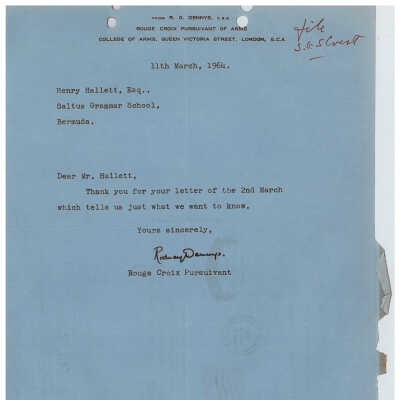 FROM R. O. DENNYS, F.S.A.
ROUGE CROIX PURSUIVANT OF ARMS
COLLEGE OF ARMS, QUEEN VICTORIA STREET, LONDON, E.C.4.
file
11th March, 1964.
Henry Hallett, Esq.,
Saltus Grammar School,
Bermuda.
Dear Mr. Hallett,
Thank you for your letter of the 2nd March
which tells us just what we want to know.
Yours sincerely,
Rodney Dennys.
Rouge Croix Pursuivant